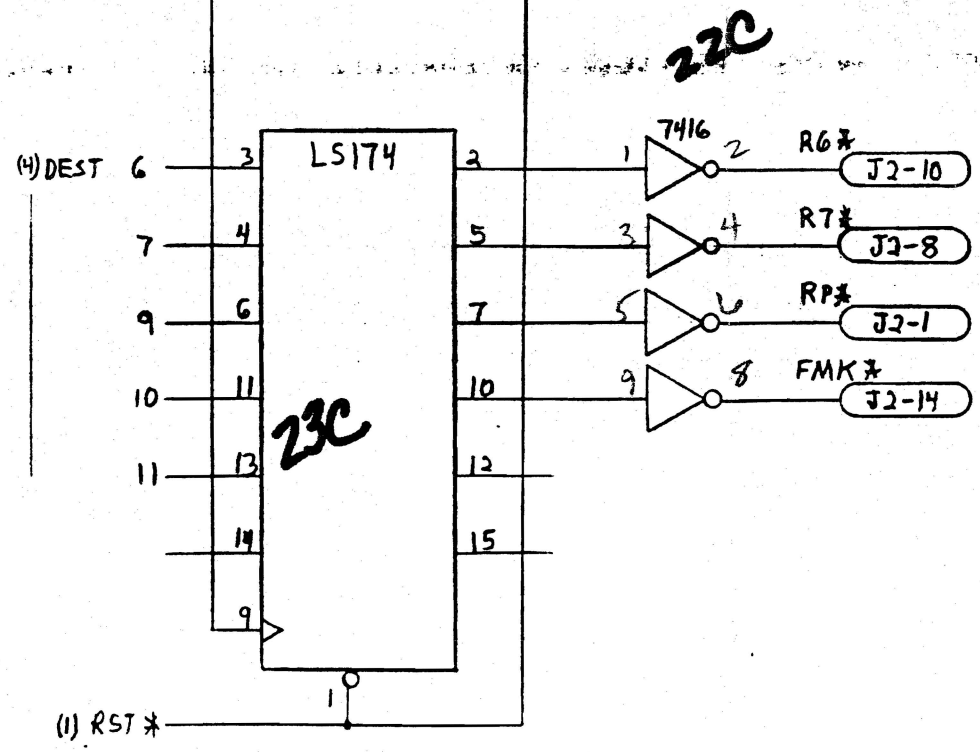 22C
7416
(4) DEST 6 3 LS174 2 1 2 R6* J2-10
7 4 5 3 4 R7* J2-8
9 6 7 5 6 RP* J2-1
10 11 10 9 8 FMK* J2-14
23C
11 13 12
14 15
9
1
(1) RST *